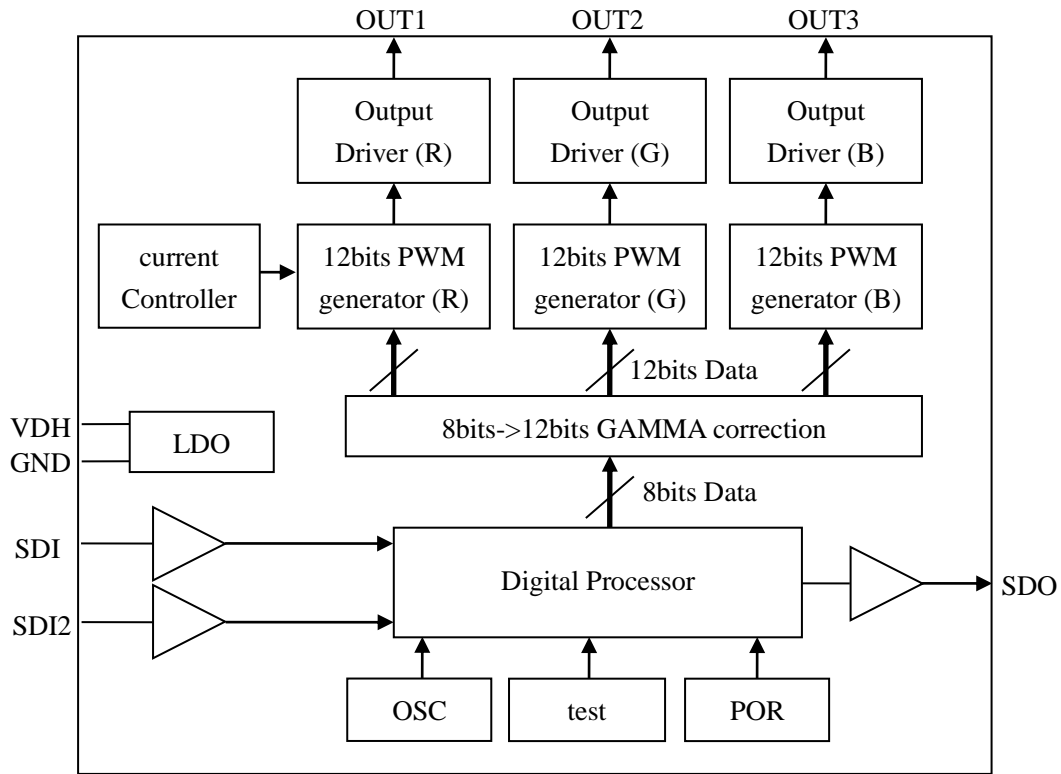 OUT1
OUT2
OUT3
Output
Driver (R)
Output
Driver (G)
Output
Driver (B)
current
Controller
12bits PWM
generator (R)
12bits PWM
generator (G)
12bits PWM
generator (B)
12bits Data
VDH
GND
LDO
8bits->12bits GAMMA correction
8bits Data
SDI
SDI2
Digital Processor
SDO
OSC
test
POR